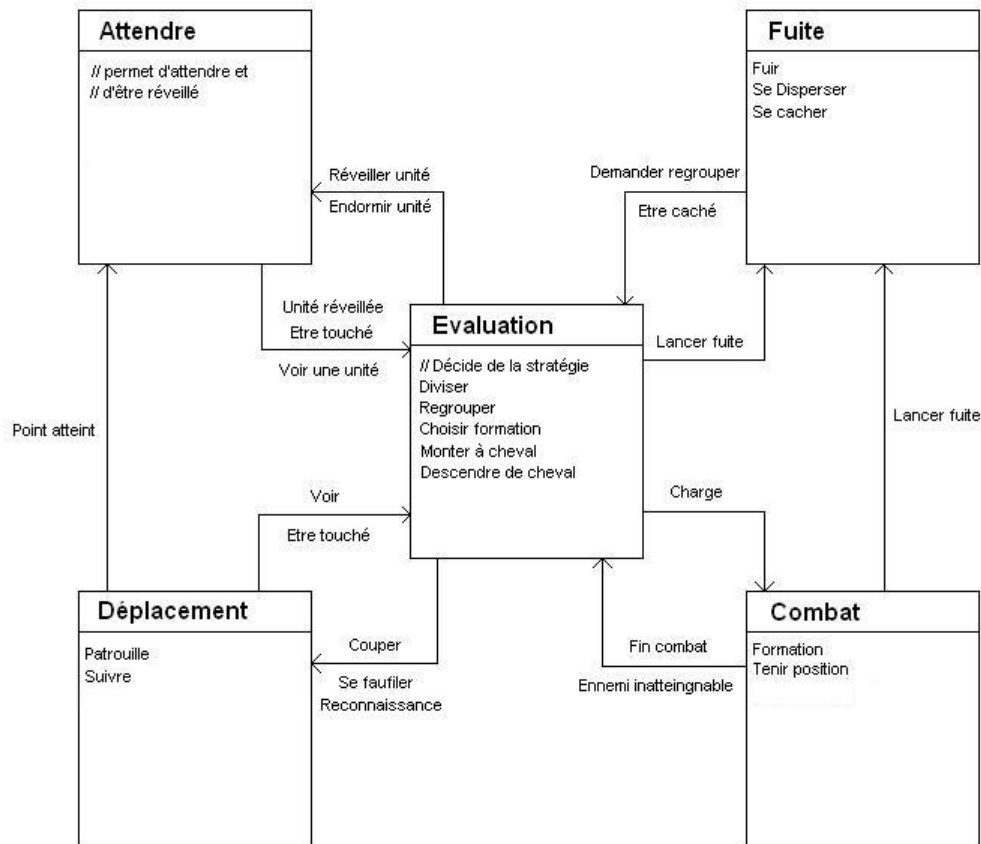 Attendre
// permet d'attendre et
// d'être réveillé
Fuite
Fuir
Se Disperser
Se cacher
Réveiller unité
Endormir unité
Demander regrouper
Etre caché
Unité réveillée
Etre touché
Voir une unité
Evaluation
// Décide de la stratégie
Diviser
Regrouper
Choisir formation
Monter à cheval
Descendre de cheval
Lancer fuite
Point atteint
Lancer fuite
Voir
Etre touché
Charge
Déplacement
Patrouille
Suivre
Couper
Se faufiler
Reconnaissance
Fin combat
Ennemi inatteingnable
Combat
Formation
Tenir position